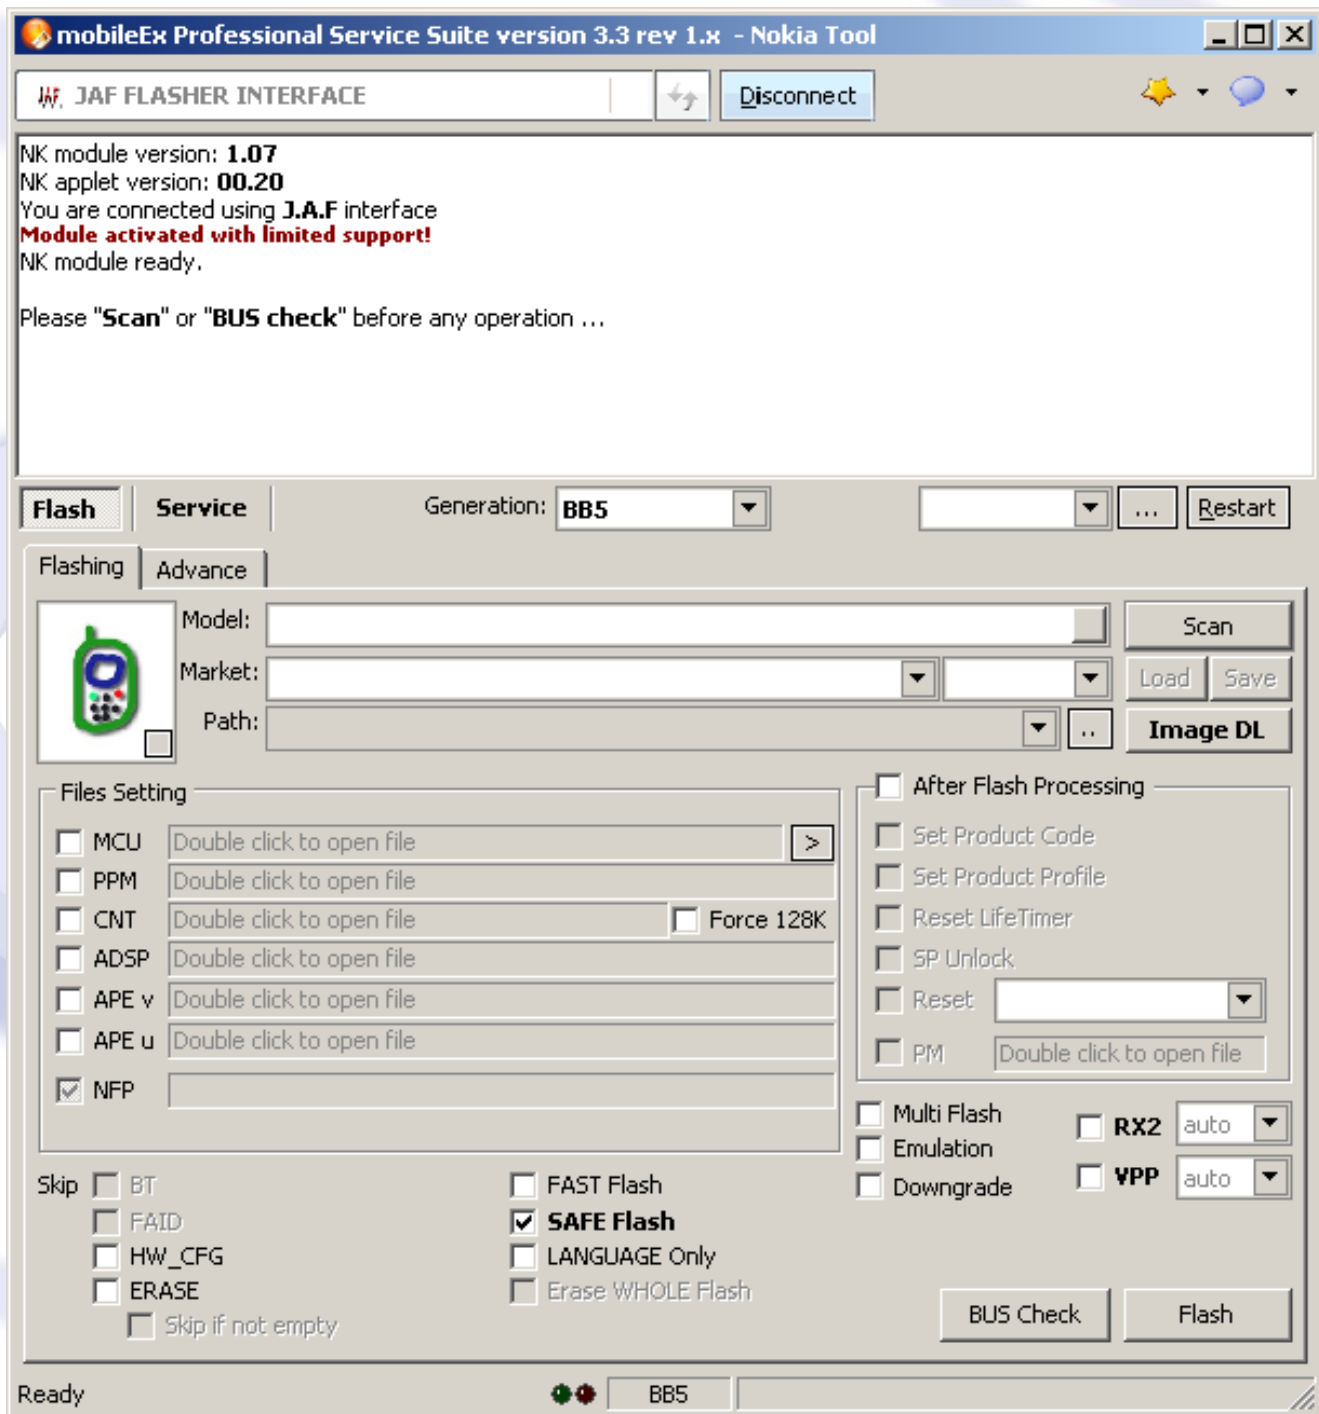 mobileEx Professional Service Suite version 3.3 rev 1.x - Nokia Tool
JAF JAF FLASHER INTERFACE Disconnect
NK module version: 1.07
NK applet version: 00.20
You are connected using J.A.F interface
Module activated with limited support!
NK module ready.
Please "Scan" or "BUS check" before any operation ...
Flash Service Generation: BB5 ... Restart
Flashing Advance
Model: Scan
Market: Load Save
Path: .. Image DL
Files Setting
MCU Double click to open file >
PPM Double click to open file
CNT Double click to open file Force 128K
ADSP Double click to open file
APE v Double click to open file
APE u Double click to open file
NFP
After Flash Processing
Set Product Code
Set Product Profile
Reset LifeTimer
SP Unlock
Reset
PM Double click to open file
Multi Flash
Emulation
Downgrade
RX2 auto
VPP auto
Skip BT
FAID
HW_CFG
ERASE
Skip if not empty
FAST Flash
SAFE Flash
LANGUAGE Only
Erase WHOLE Flash
BUS Check Flash
Ready BB5